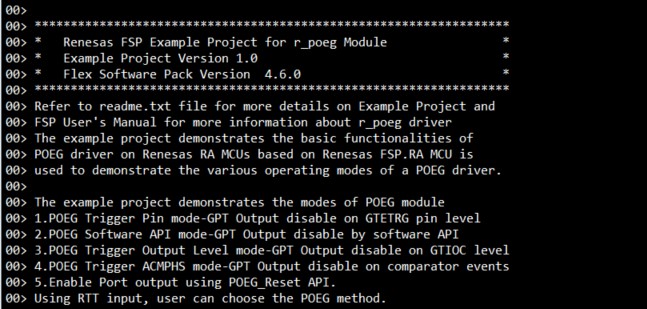 00>
00> ***************************************************************
00> *   Renesas FSP Example Project for r_poeg Module               *
00> *   Example Project Version 1.0                                 *
00> *   Flex Software Pack Version  4.6.0                           *
00> ***************************************************************
00> Refer to readme.txt file for more details on Example Project and
00> FSP User's Manual for more information about r_poeg driver
00> The example project demonstrates the basic functionalities of
00> POEG driver on Renesas RA MCUs based on Renesas FSP.RA MCU is
00> used to demonstrate the various operating modes of a POEG driver.
00>
00> The example project demonstrates the modes of POEG module
00> 1.POEG Trigger Pin mode-GPT Output disable on GTETRG pin level
00> 2.POEG Software API mode-GPT Output disable by software API
00> 3.POEG Trigger Output Level mode-GPT Output disable on GTIOC level
00> 4.POEG Trigger ACMPHS mode-GPT Output disable on comparator events
00> 5.Enable Port output using POEG_Reset API.
00> Using RTT input, user can choose the POEG method.